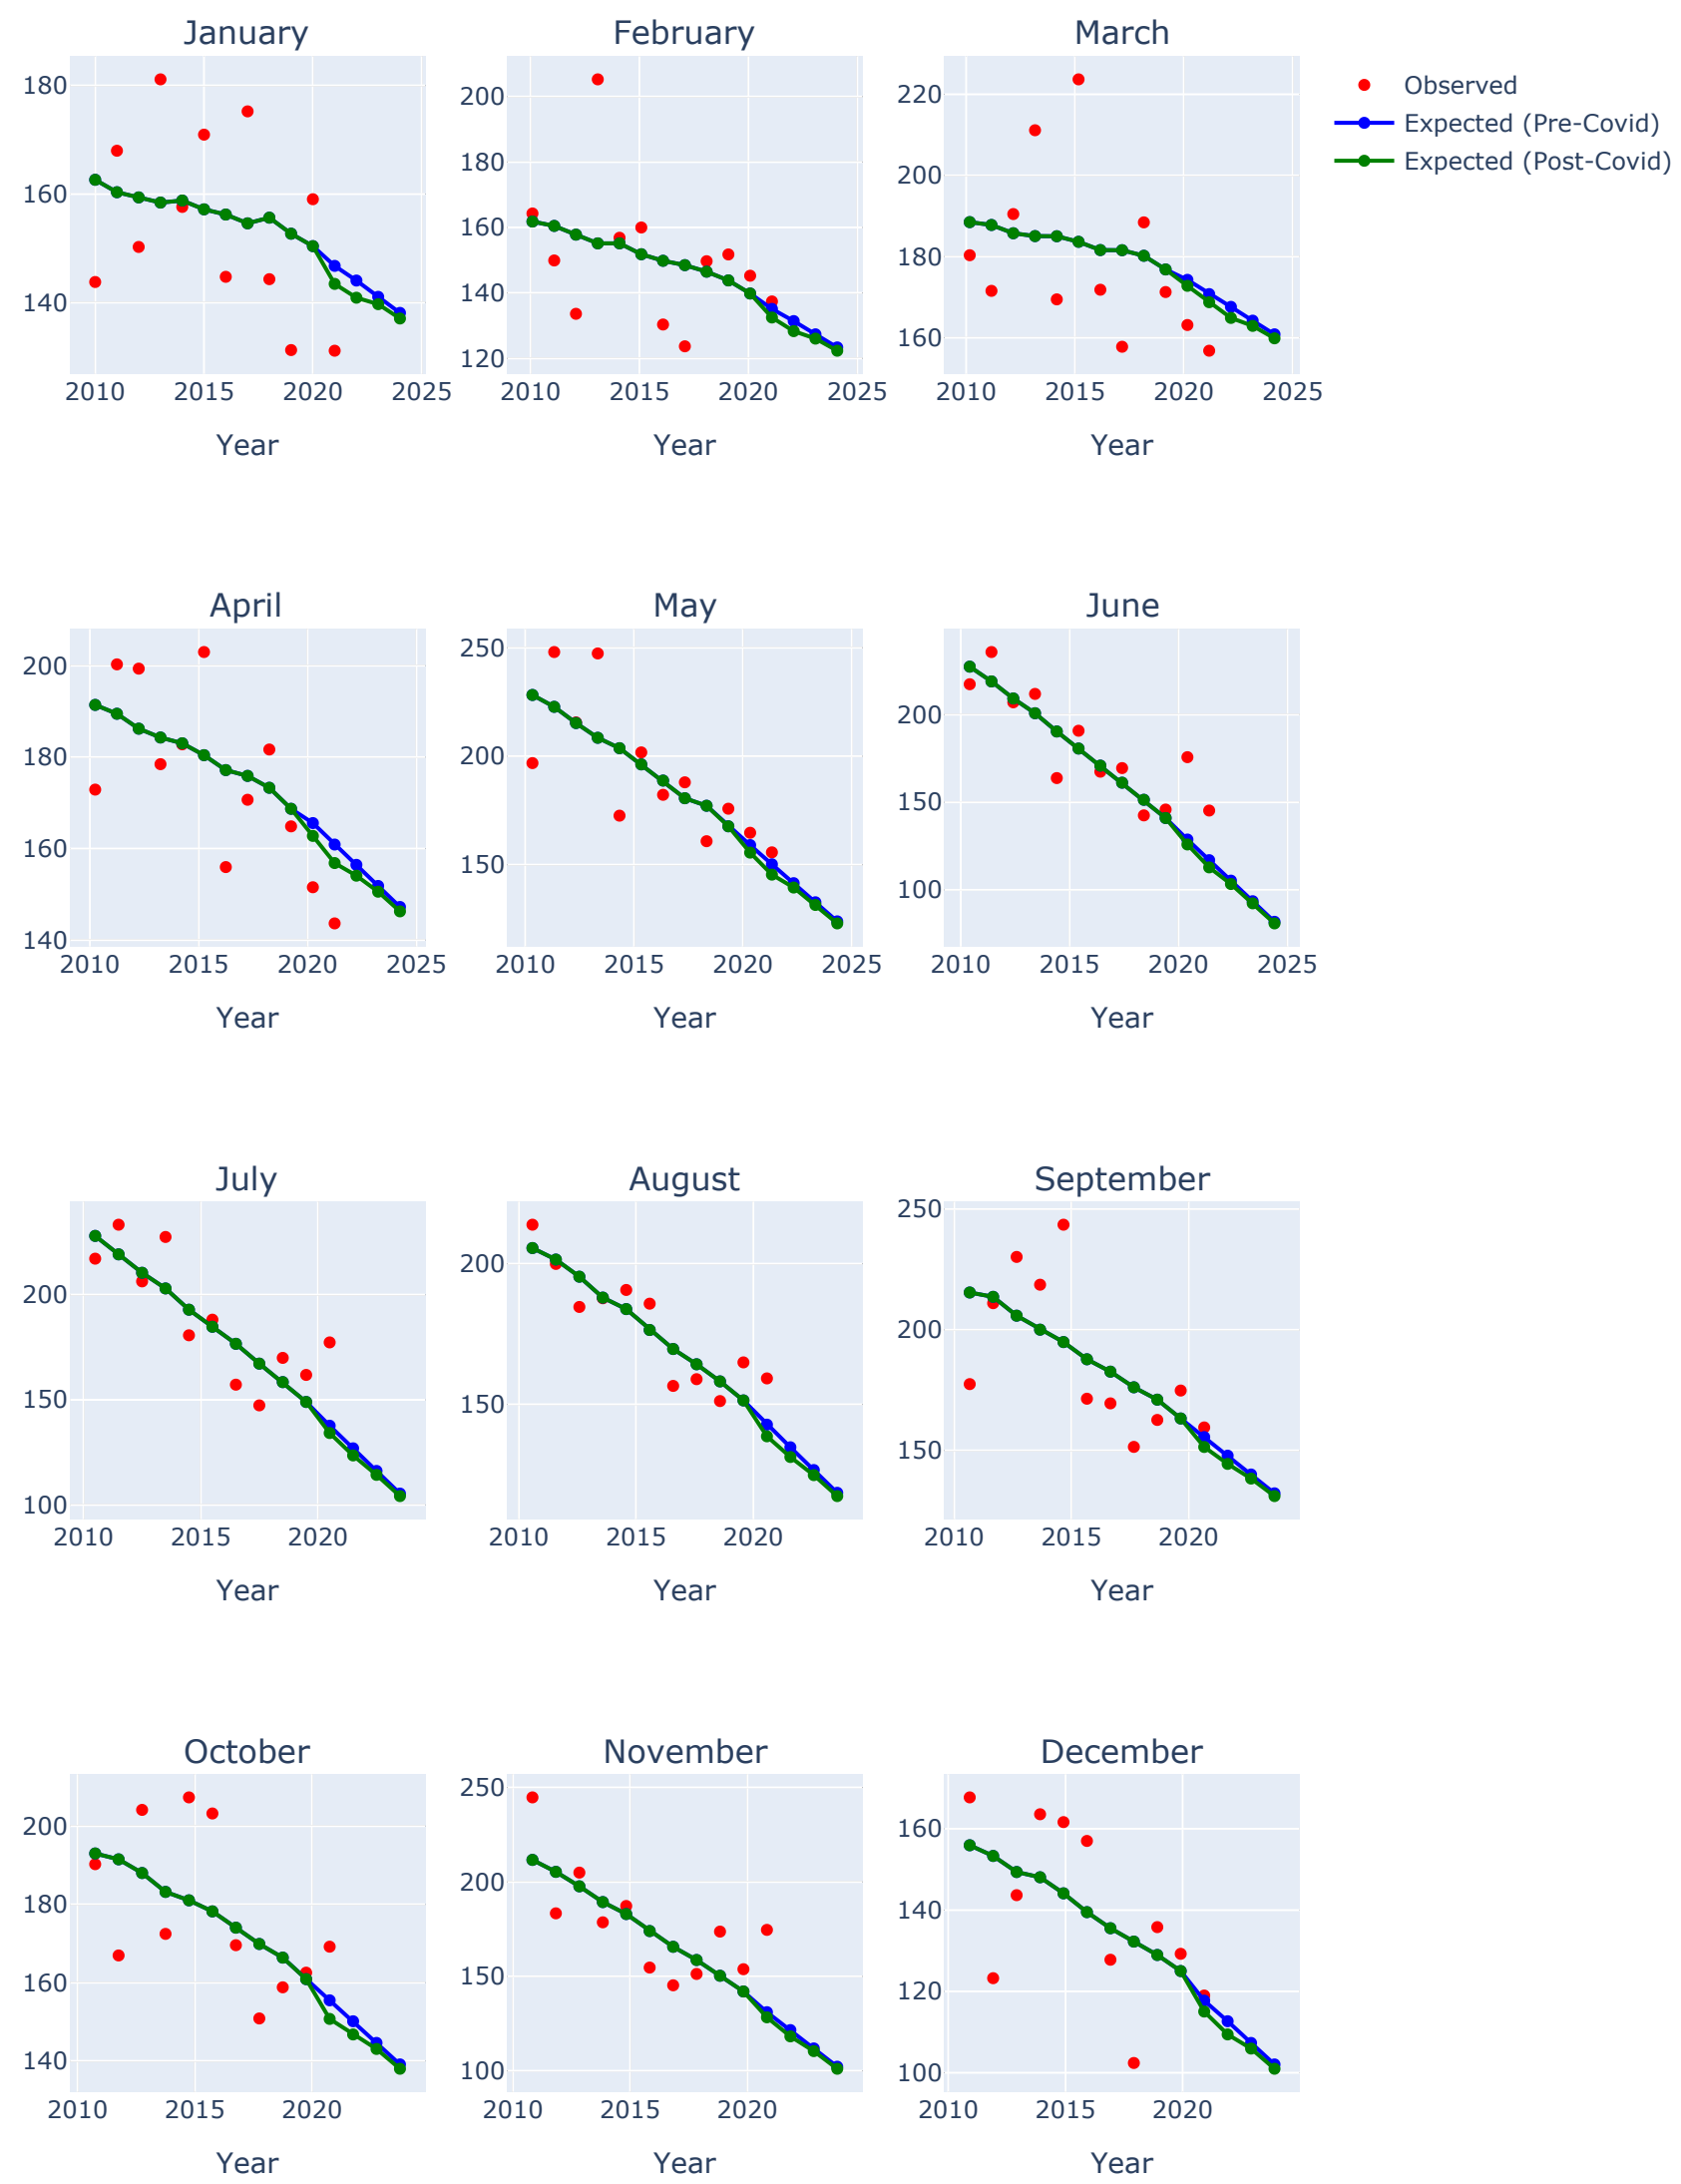 January
February
March
180
160
140
2010 2015 2020 2025
Year
200
180
160
140
120
2010 2015 2020 2025
Year
220
200
180
160
2010 2015 2020 2025
Year
Observed
Expected (Pre-Covid)
Expected (Post-Covid)
April
May
June
200
180
160
140
2010 2015 2020 2025
Year
250
200
150
2010 2015 2020 2025
Year
200
150
100
2010 2015 2020 2025
Year
July
August
September
200
150
100
2010 2015 2020
Year
200
150
2010 2015 2020
Year
250
200
150
2010 2015 2020
Year
October
November
December
200
180
160
140
2010 2015 2020
Year
250
200
150
100
2010 2015 2020
Year
160
140
120
100
2010 2015 2020
Year